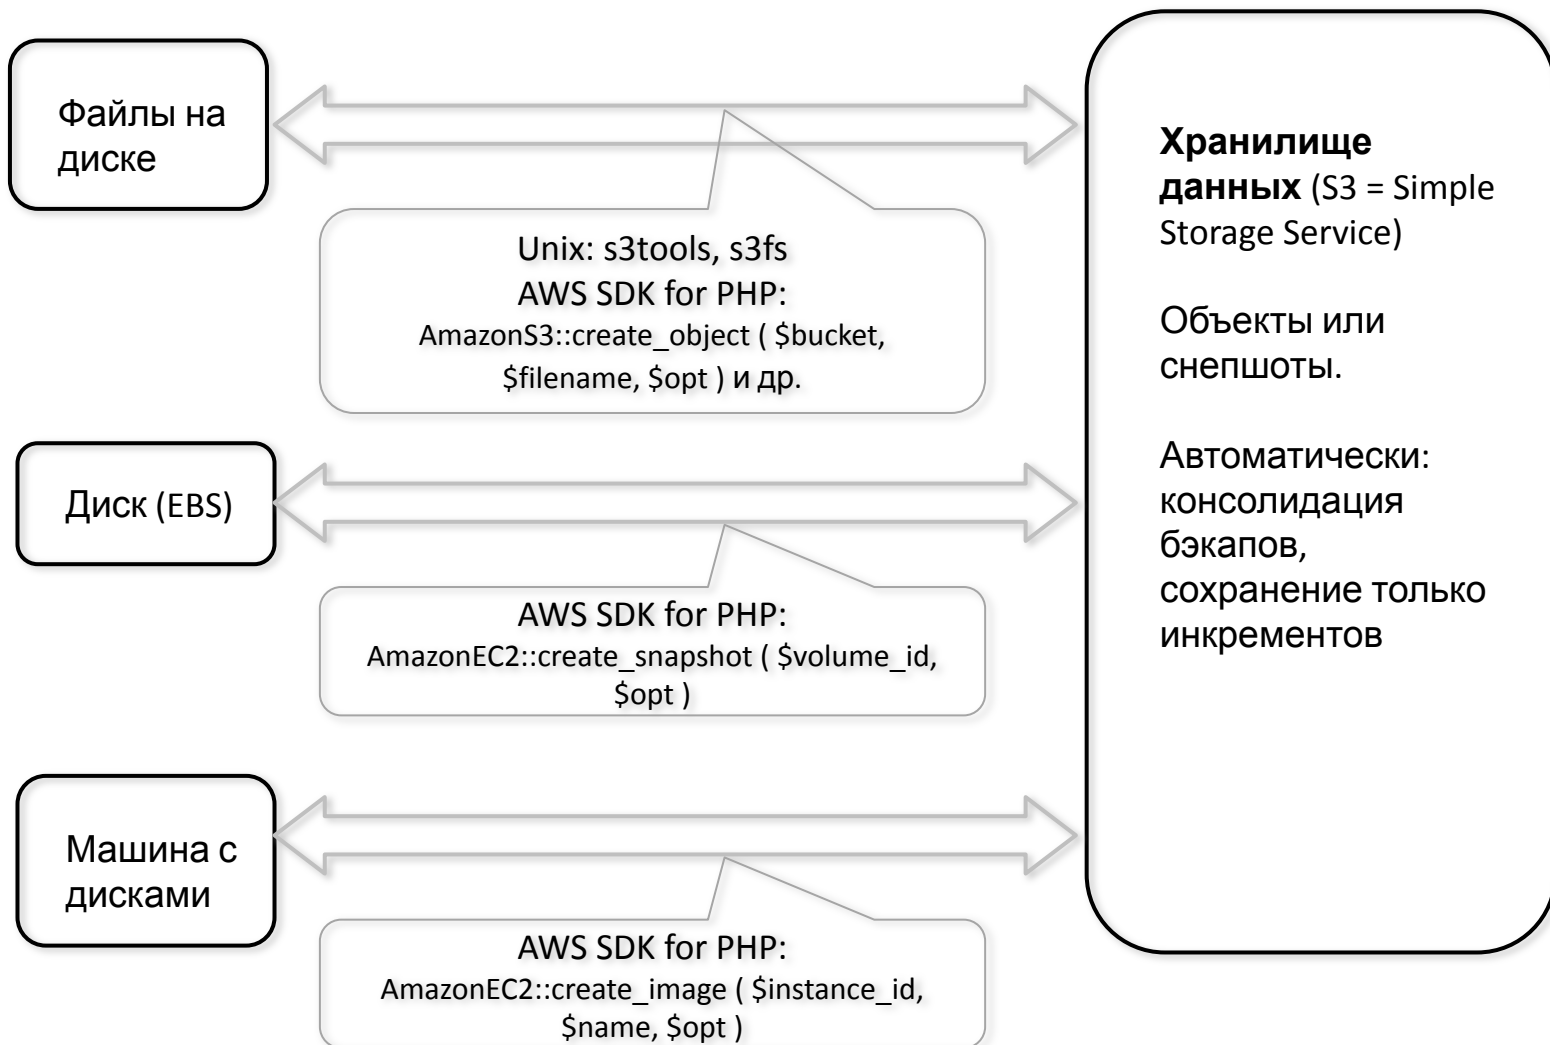 Файлы на
диске
Unix: s3tools, s3fs
AWS SDK for PHP:
AmazonS3::create_object ( $bucket,
$filename, $opt ) и др.
Диск (EBS)
AWS SDK for PHP:
AmazonEC2::create_snapshot ( $volume_id,
$opt )
Машина с
дисками
AWS SDK for PHP:
AmazonEC2::create_image ( $instance_id,
$name, $opt )
Хранилище
данных (S3 = Simple
Storage Service)
Объекты или
снепшоты.
Автоматически:
консолидация
бэкапов,
сохранение только
инкрементов